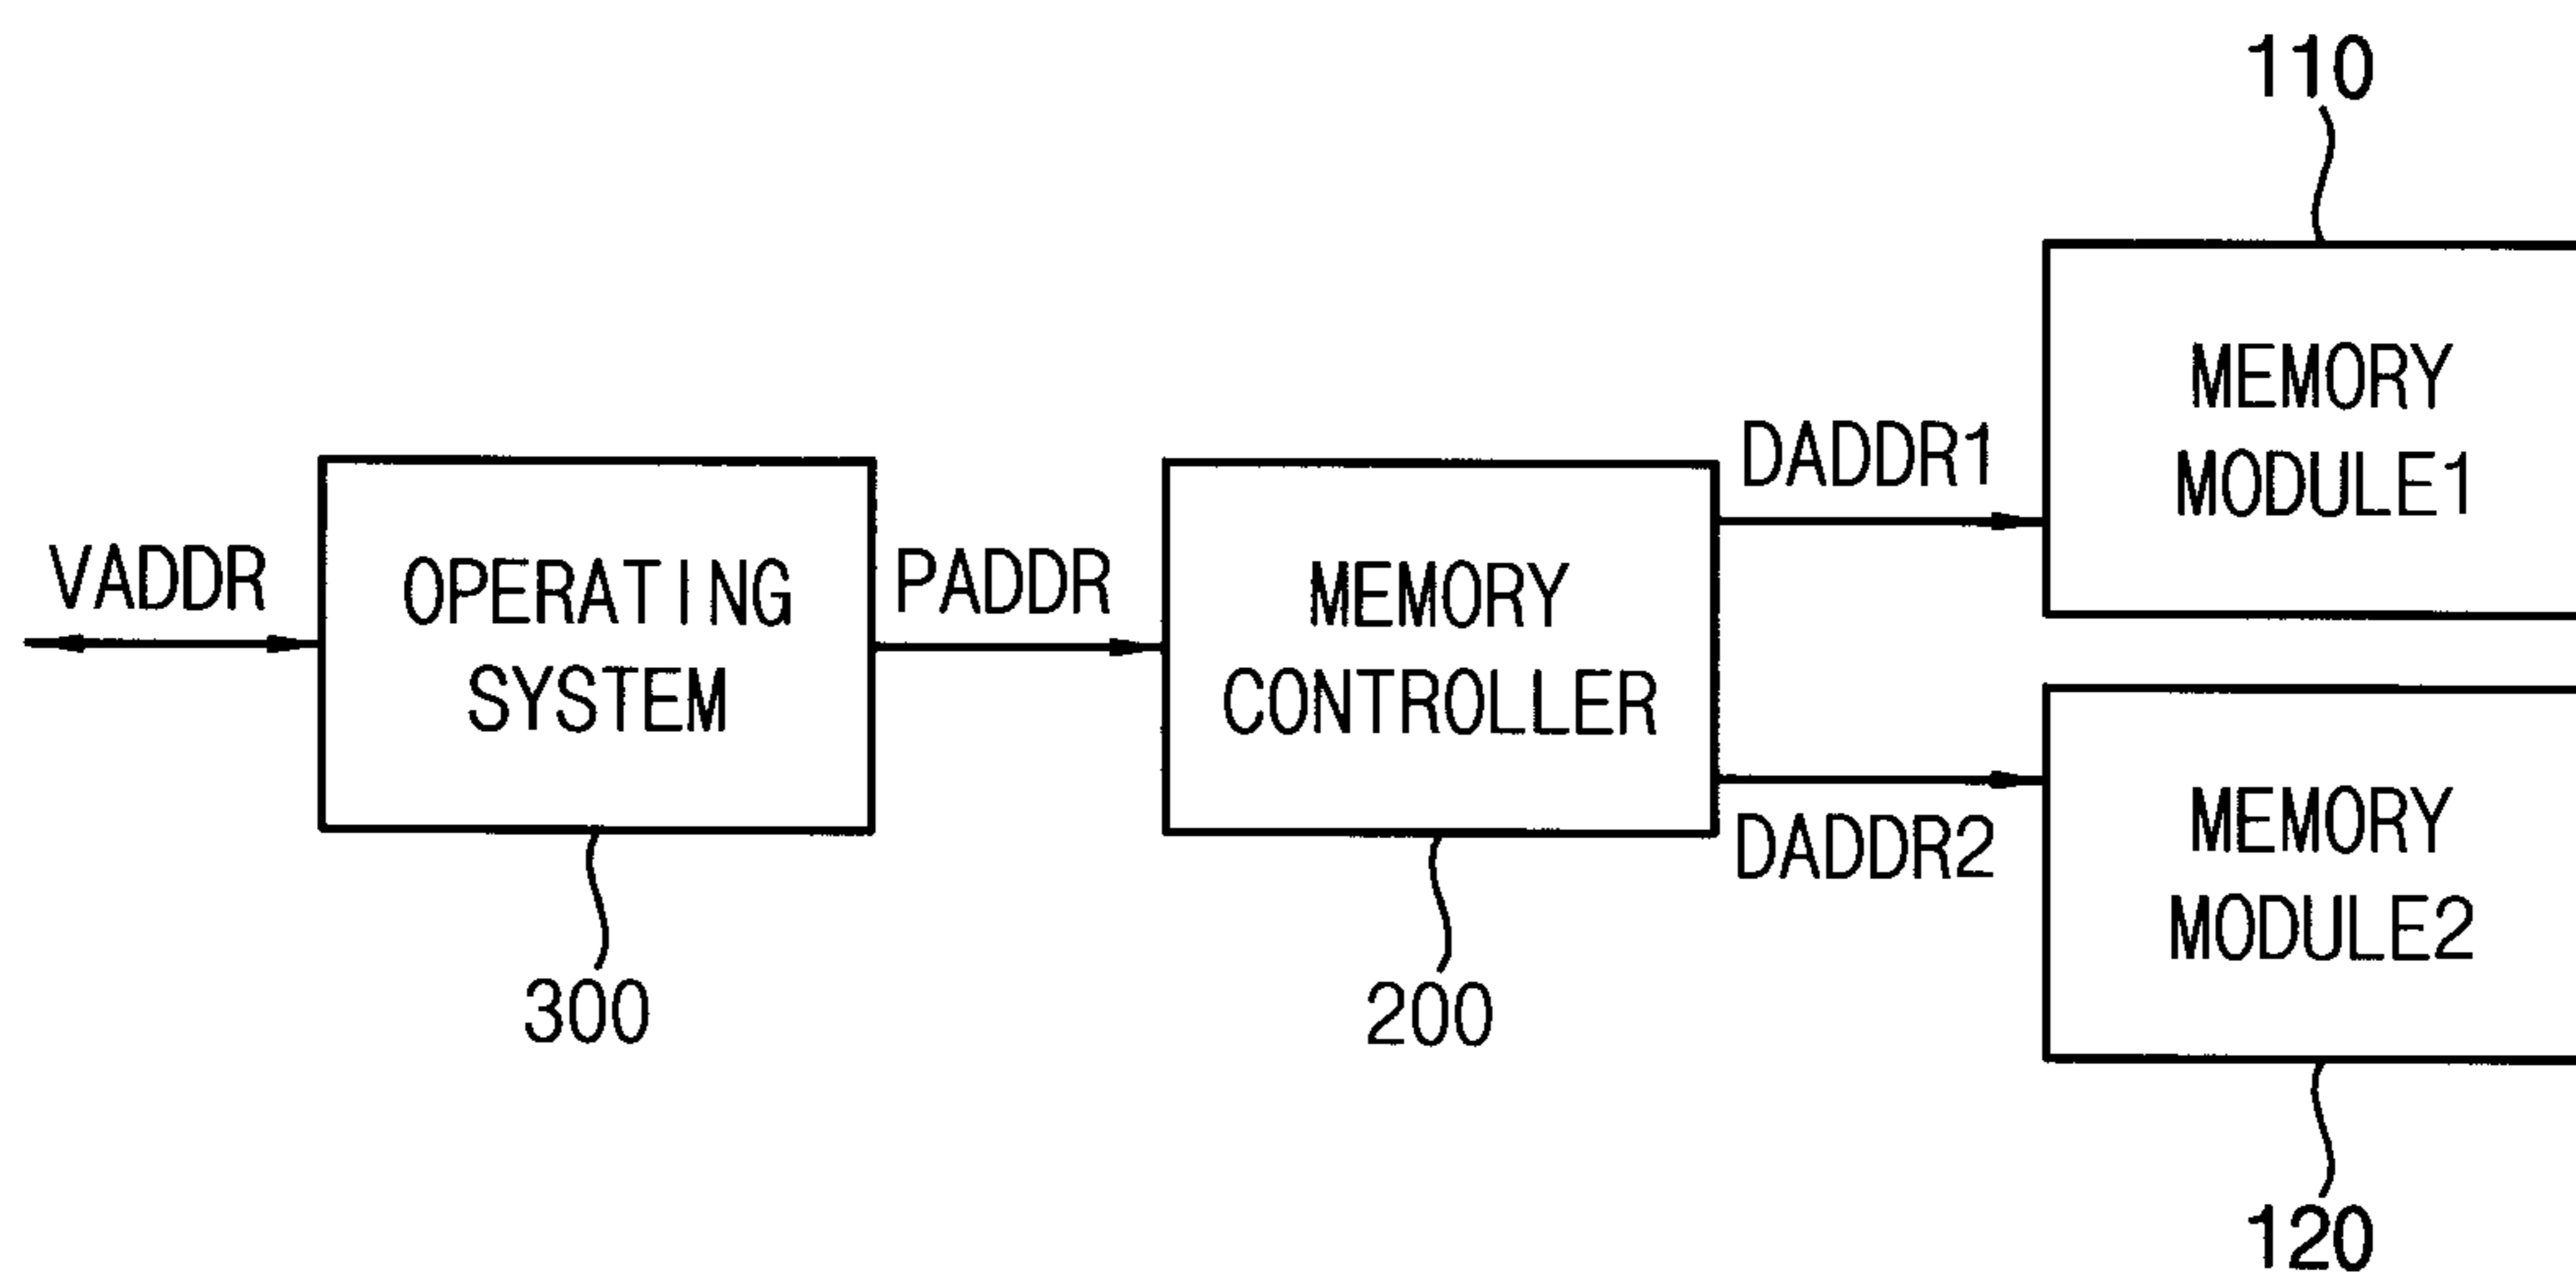 110
MEMORY
MODULE1
DADDR1
VADDR
OPERATING
SYSTEM
PADDR
MEMORY
CONTROLLER
DADDR2
MEMORY
MODULE2
300
200
120